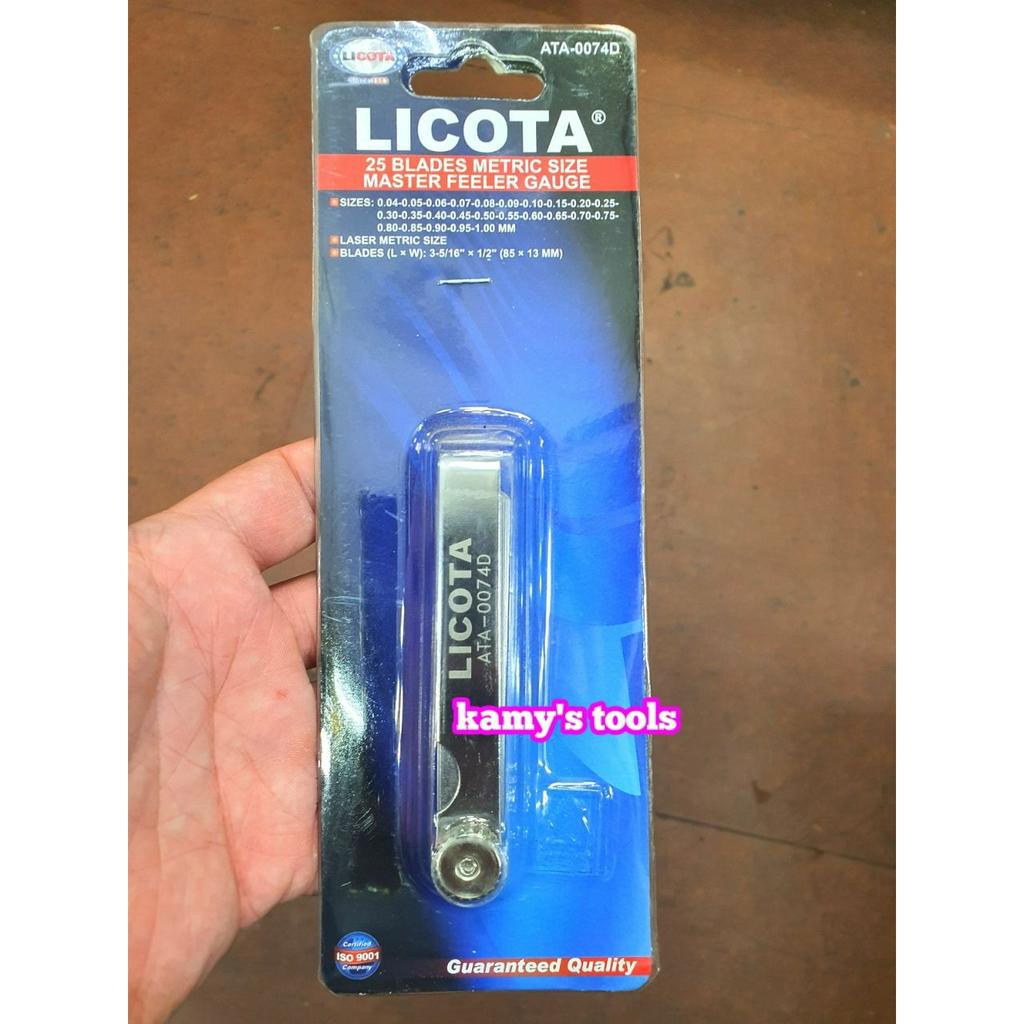 LICOTA
ATA-0074D
LICOTA®
25 BLADES METRIC SIZE
MASTER FEELER GAUGE
SIZES: 0.04-0.05-0.06-0.07-0.08-0.09-0.10-0.15-0.20-0.25-
0.30-0.35-0.40-0.45-0.50-0.55-0.60-0.65-0.70-0.75-
0.80-0.85-0.90-0.95-1.00 MM
LASER METRIC SIZE
BLADES (L × W): 3-5/16" × 1/2" (85 × 13 MM)
LICOTA
ATA-0074D
kamy's tools
Certified
ISO 9001
Company
Guaranteed Quality